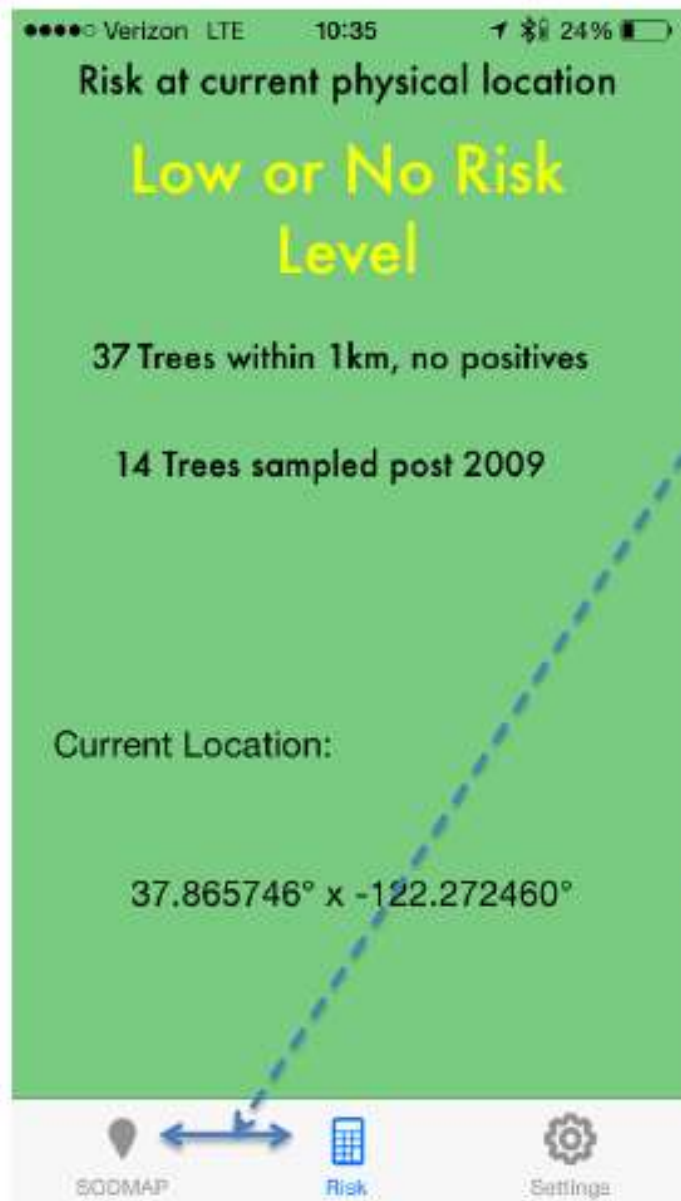 Verizon LTE 10:35 24%
Risk at current physical location
Low or No Risk
Level
37 Trees within 1km, no positives
14 Trees sampled post 2009
Current Location:
37.865746° x -122.272460°
SODMAP Risk Settings